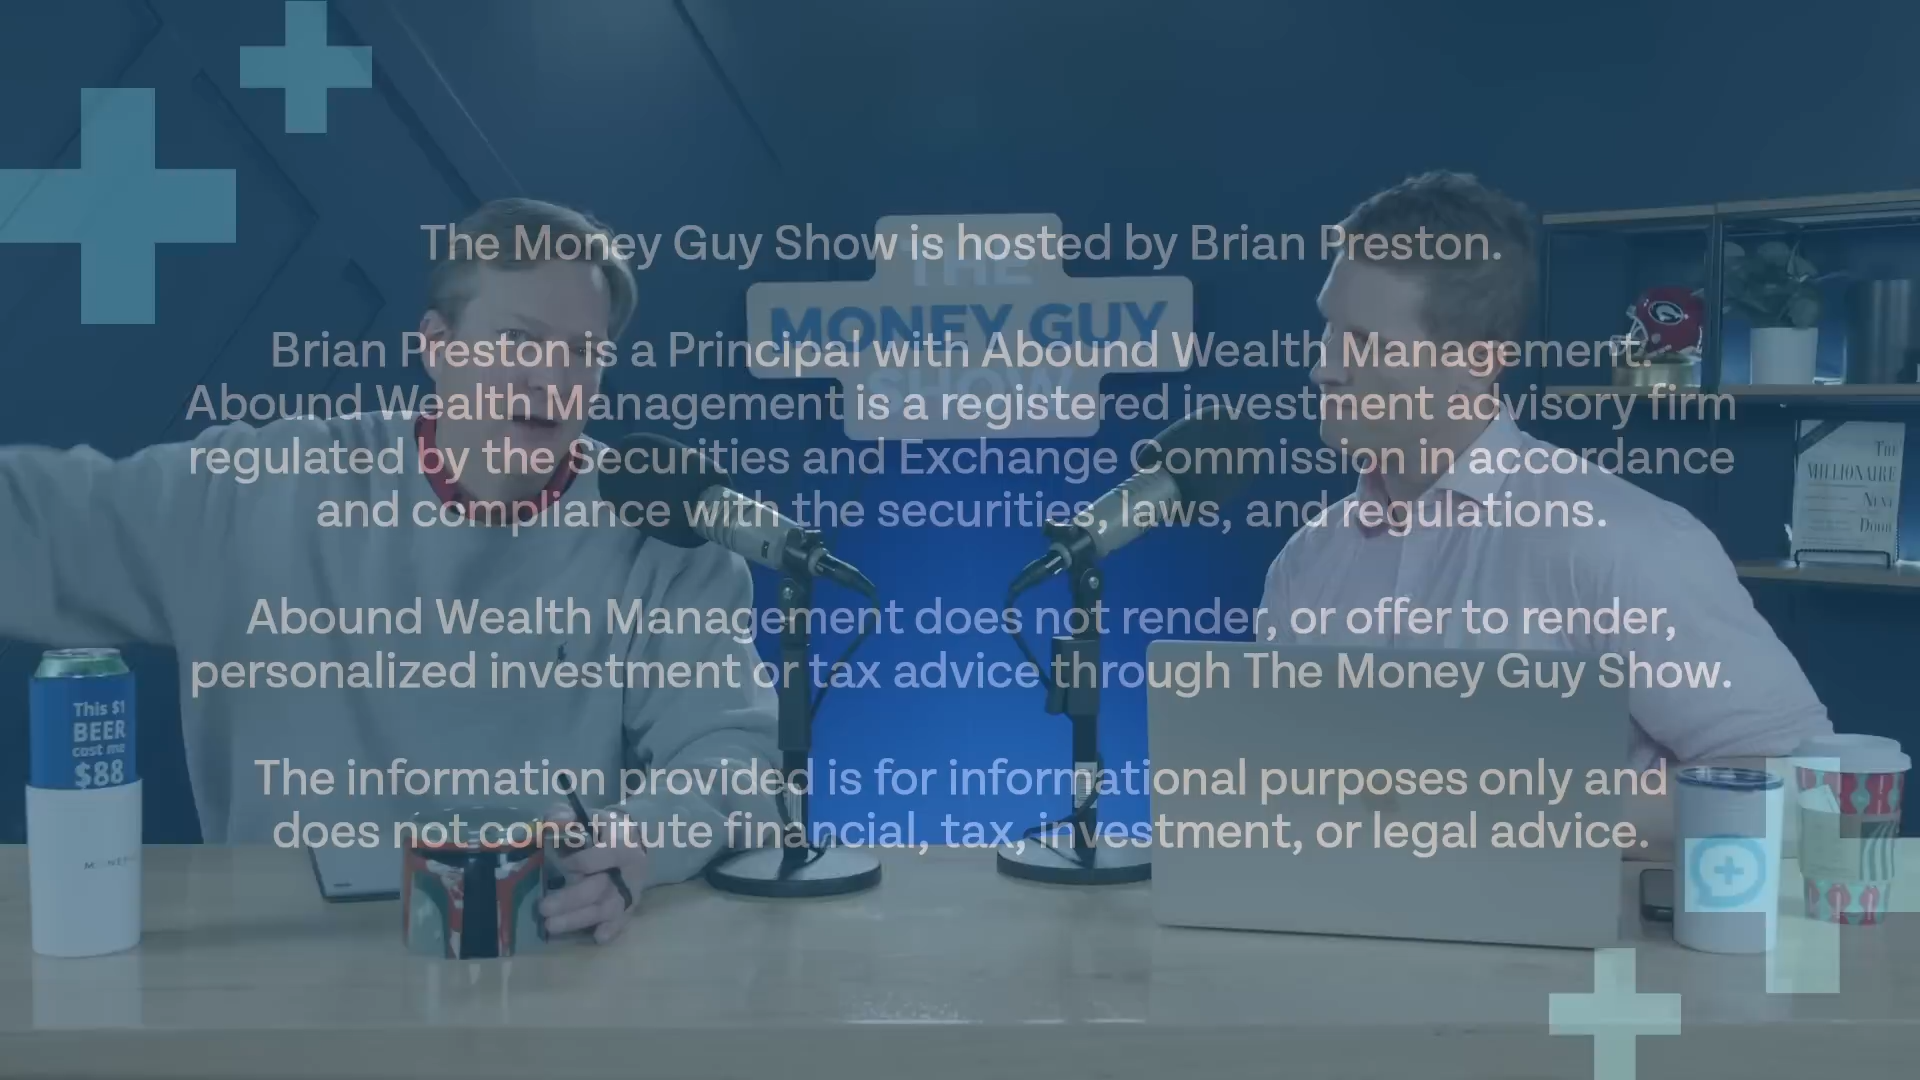 The Money Guy Show is hosted by Brian Preston.
THE
MONEY GUY
SHOW
Brian Preston is a Principal with Abound Wealth Management.
Abound Wealth Management is a registered investment advisory firm
regulated by the Securities and Exchange Commission in accordance
and compliance with the securities, laws, and regulations.
THE
MILLIONAIRE
NEXT
DOOR
Abound Wealth Management does not render, or offer to render,
personalized investment or tax advice through The Money Guy Show.
This $1
BEER
cost me
$88
The information provided is for informational purposes only and
does not constitute financial, tax, investment, or legal advice.